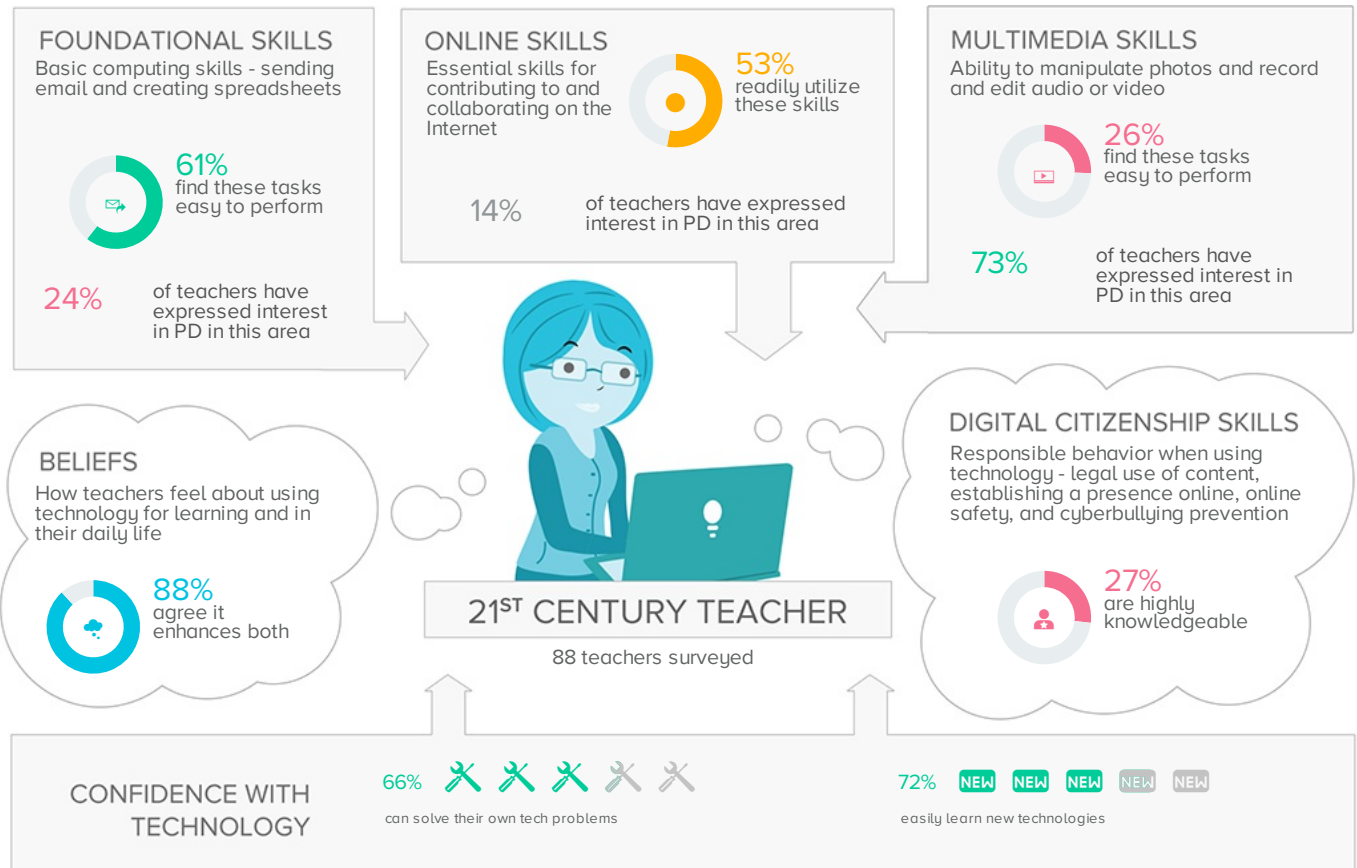 FOUNDATIONAL SKILLS
Basic computing skills - sending
email and creating spreadsheets
61%
find these tasks
easy to perform
24%
of teachers have
expressed interest
in PD in this area
ONLINE SKILLS
Essential skills for
contributing to and
collaborating on the
Internet
53%
readily utilize
these skills
14%
of teachers have expressed
interest in PD in this area
MULTIMEDIA SKILLS
Ability to manipulate photos and record
and edit audio or video
26%
find these tasks
easy to perform
73%
of teachers have
expressed interest in
PD in this area
BELIEFS
How teachers feel about using
technology for learning and in
their daily life
88%
agree it
enhances both
DIGITAL CITIZENSHIP SKILLS
Responsible behavior when using
technology - legal use of content,
establishing a presence online, online
safety, and cyberbullying prevention
27%
are highly
knowledgeable
21ST CENTURY TEACHER
88 teachers surveyed
CONFIDENCE WITH
TECHNOLOGY
66%
can solve their own tech problems
72% NEW NEW NEW NEW NEW
easily learn new technologies